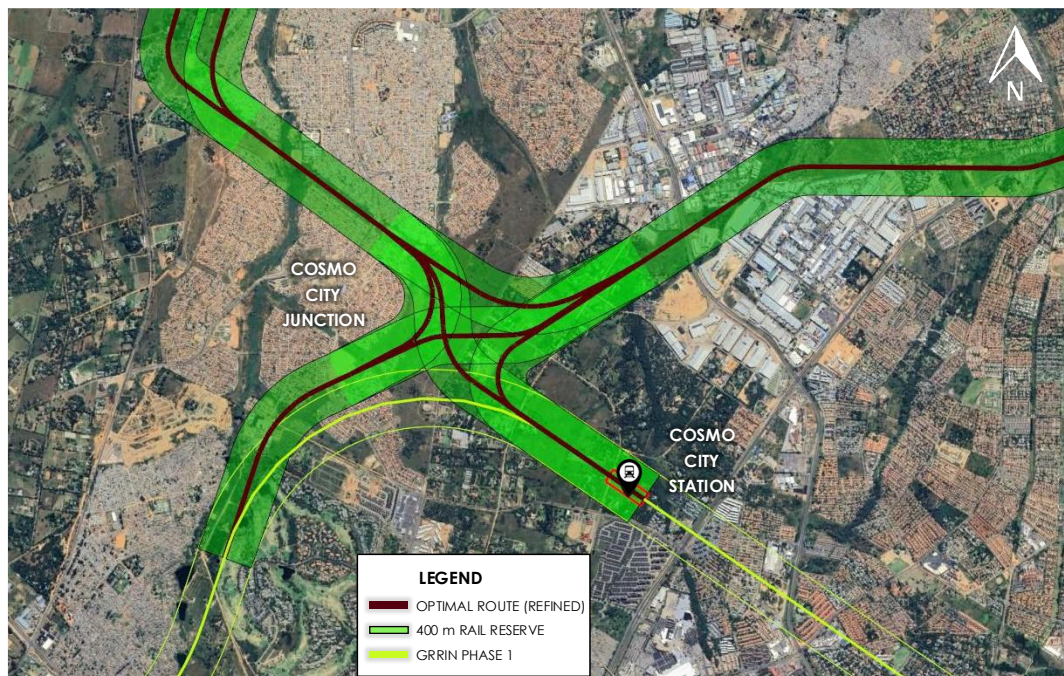 N
COSMO
CITY
JUNCTION
COSMO
CITY
STATION
LEGEND
OPTIMAL ROUTE (REFINED)
400 m RAIL RESERVE
GRRIN PHASE 1